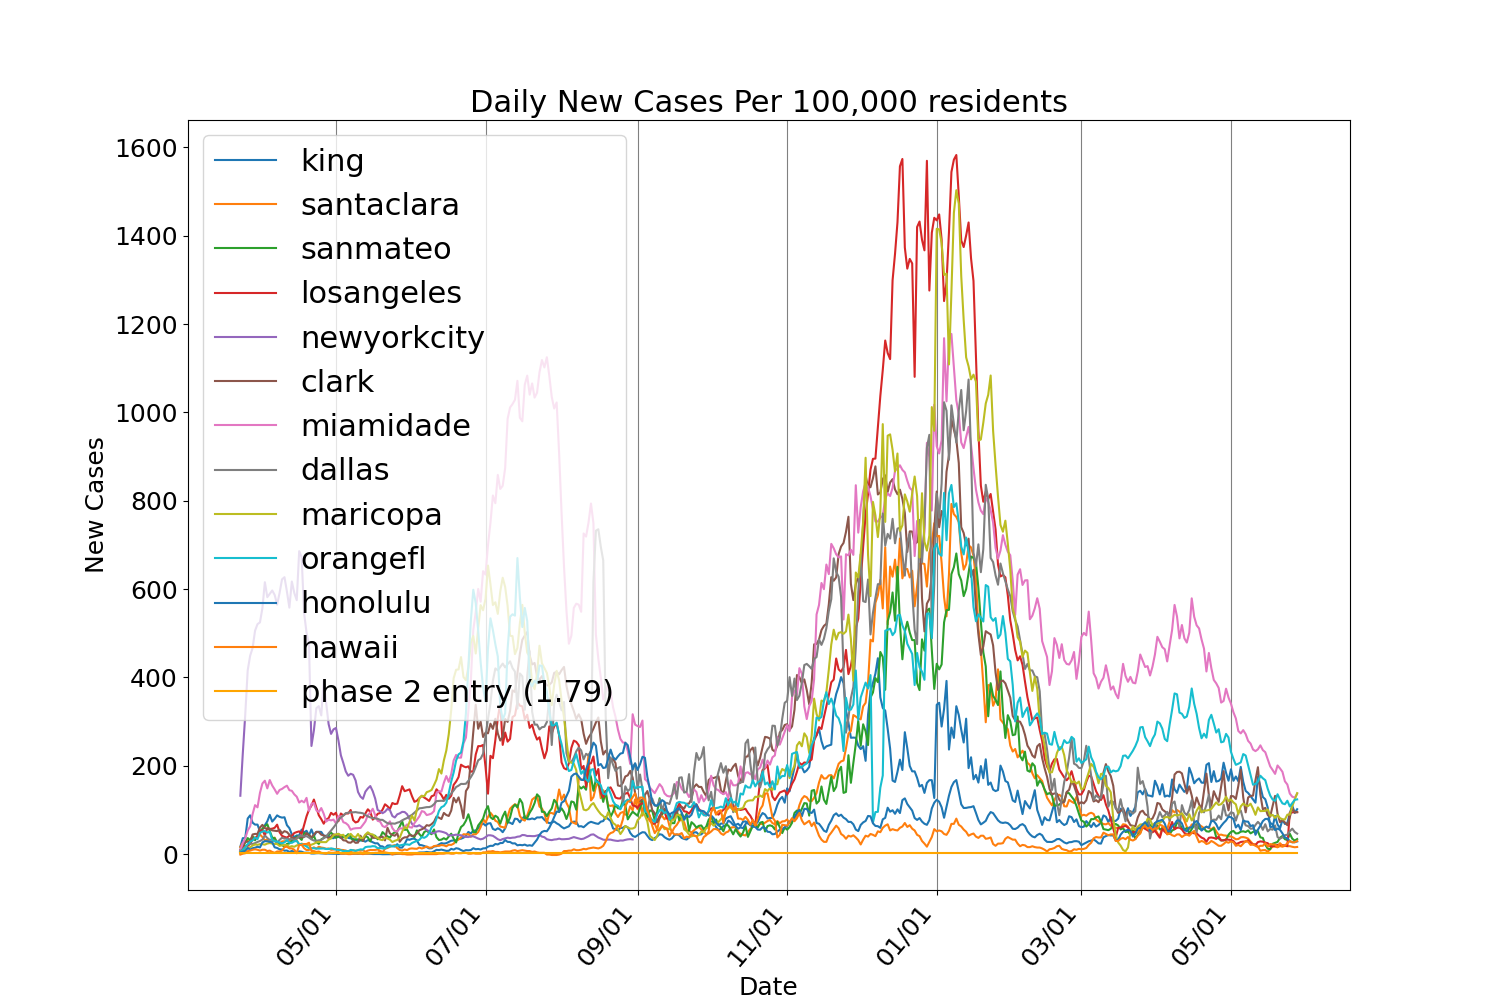 Daily New Cases Per 100,000 residents
New Cases
1600
1400
1200
1000
800
600
400
200
0
king
santaclara
sanmateo
losangeles
newyorkcity
clark
miamidade
dallas
maricopa
orangefl
honolulu
hawaii
phase 2 entry (1.79)
05/01
07/01
09/01
11/01
01/01
03/01
05/01
Date